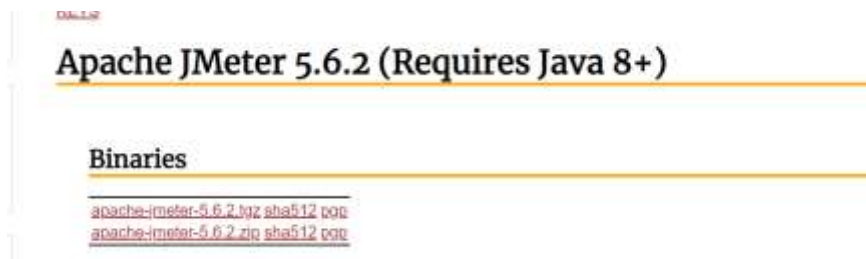 KEYS
Apache JMeter 5.6.2 (Requires Java 8+)
Binaries
apache-jmeter-5.6.2.tgz sha512 pgp
apache-jmeter-5.6.2.zip sha512 pgp